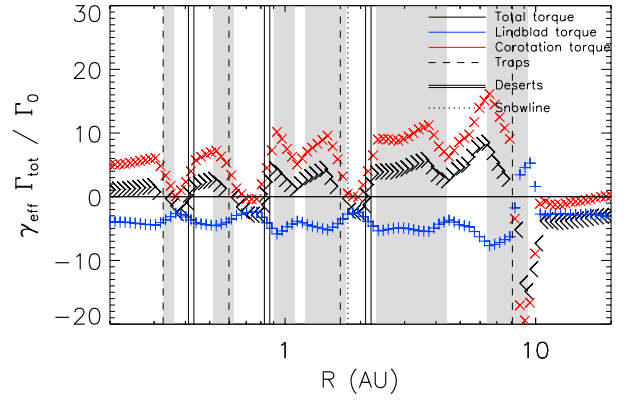 γeff Γtot / Γ0
30
20
10
0
-10
-20
1
10
R (AU)
Total torque
Lindblad torque
Corotation torque
Traps
Deserts
Snowline